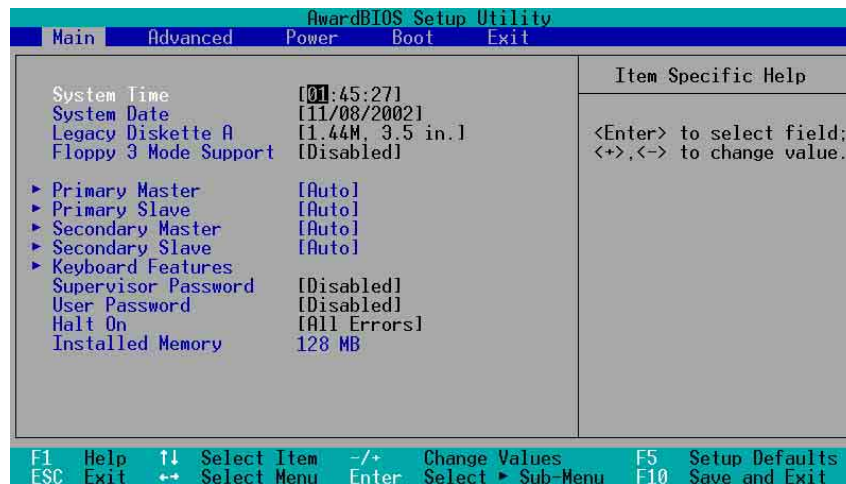 AwardBIOS Setup Utility
Main Advanced Power Boot Exit
Item Specific Help
System Time [01:45:27]
System Date [11/08/2002]
Legacy Diskette A [1.44M, 3.5 in.]
Floppy 3 Mode Support [Disabled]
<Enter> to select field;
<+>,<-> to change value.
▶ Primary Master [Auto]
▶ Primary Slave [Auto]
▶ Secondary Master [Auto]
▶ Secondary Slave [Auto]
▶ Keyboard Features
Supervisor Password [Disabled]
User Password [Disabled]
Halt On [All Errors]
Installed Memory 128 MB
F1 Help ↑↓ Select Item -/+ Change Values F5 Setup Defaults
ESC Exit ←→ Select Menu Enter Select ▶ Sub-Menu F10 Save and Exit